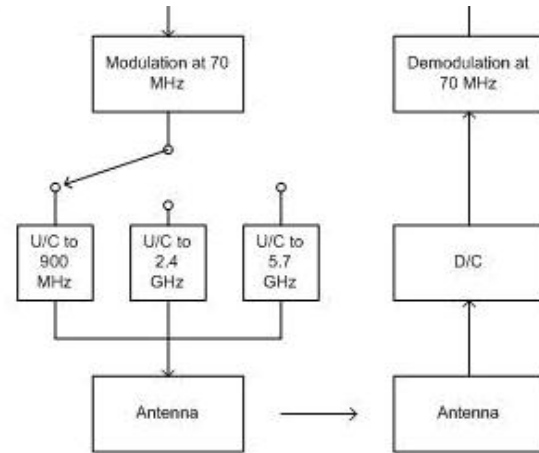 Modulation at 70
MHz
Demodulation at
70 MHz
U/C to
900
MHz
U/C to
2.4
GHz
U/C to
5.7
GHz
D/C
Antenna
Antenna